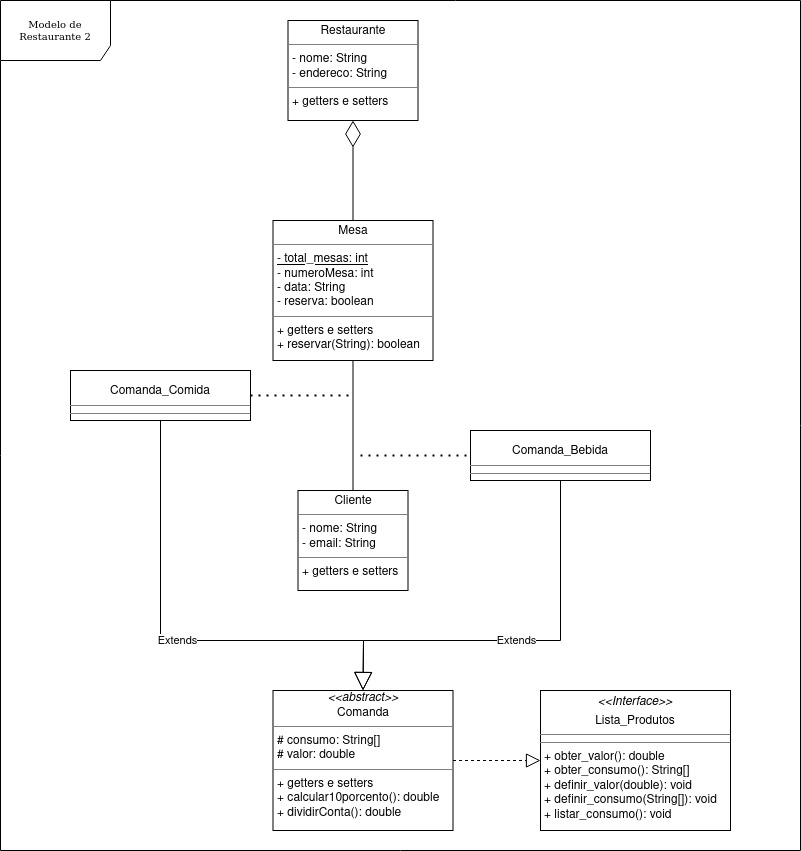 Modelo de
Restaurante 2
Restaurante
- nome: String
- endereco: String
+ getters e setters
Mesa
- total_mesas: int
- numeroMesa: int
- data: String
- reserva: boolean
+ getters e setters
+ reservar(String): boolean
Comanda_Comida
Comanda_Bebida
Cliente
- nome: String
- email: String
+ getters e setters
Extends
Extends
<<abstract>>
Comanda
# consumo: String[]
# valor: double
+ getters e setters
+ calcular10porcento(): double
+ dividirConta(): double
<<Interface>>
Lista_Produtos
+ obter_valor(): double
+ obter_consumo(): String[]
+ definir_valor(double): void
+ definir_consumo(String[]): void
+ listar_consumo(): void